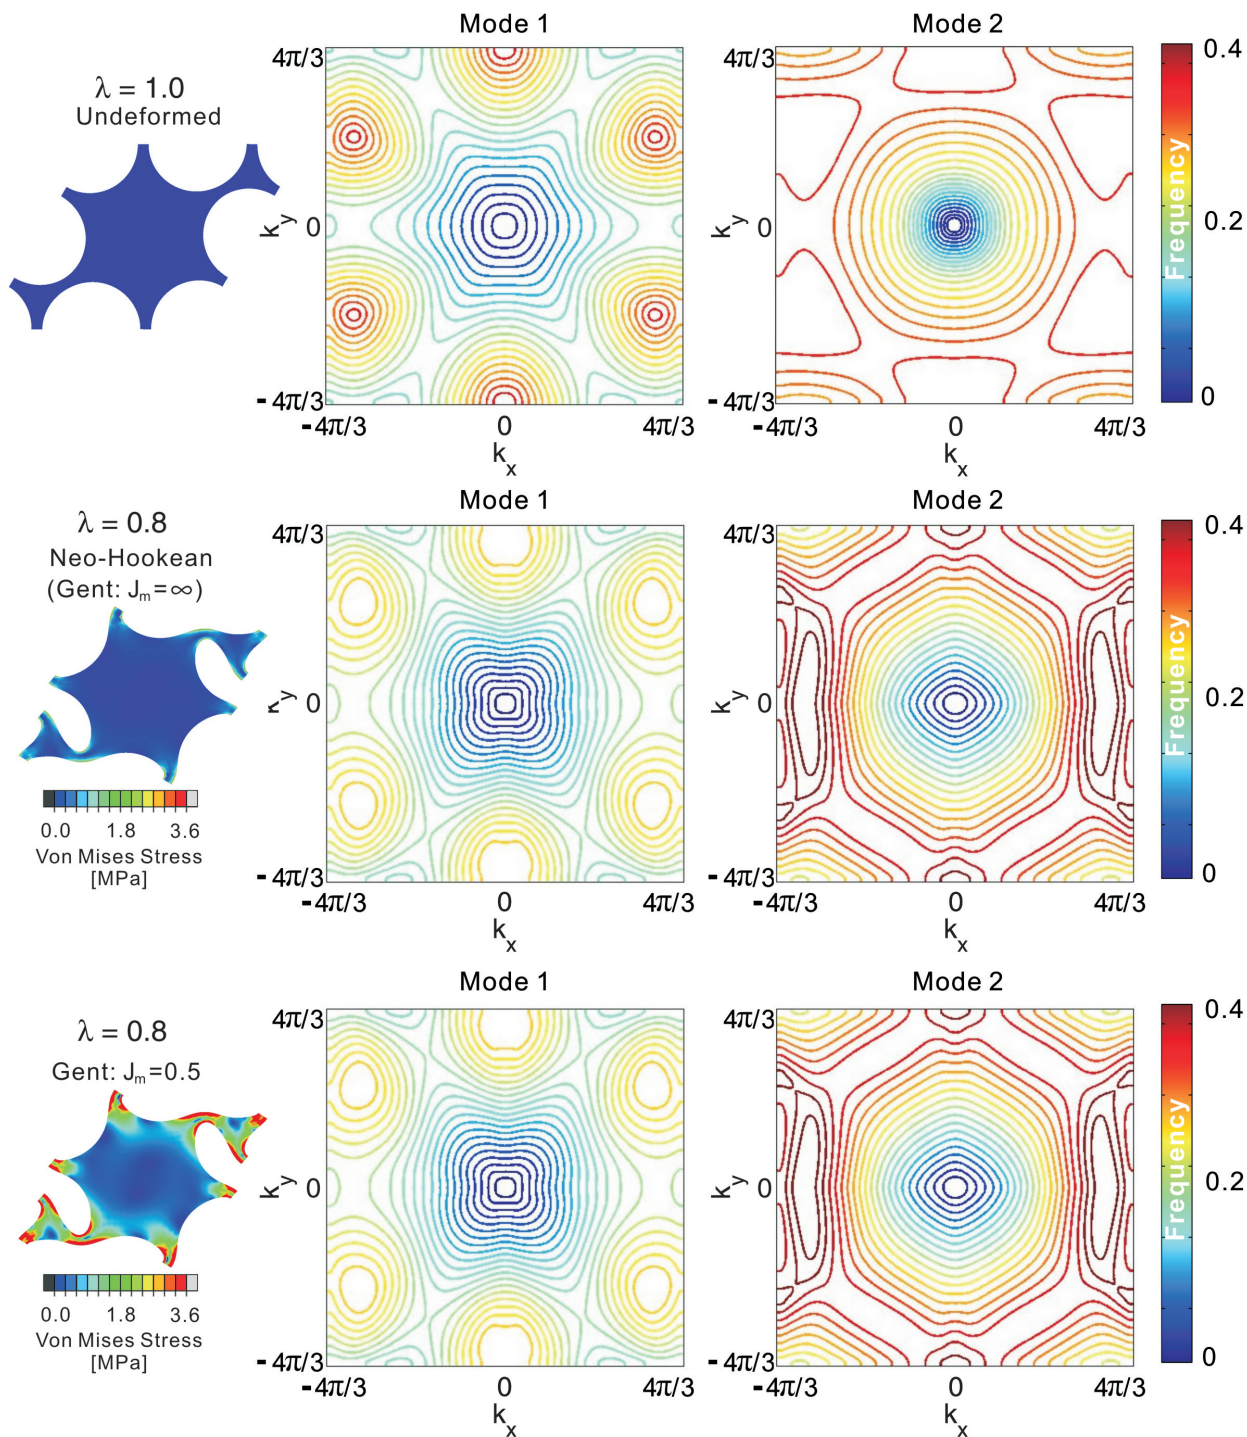 Mode 1
Mode 2
λ = 1.0
Undeformed
4π/3
k_y 0
-4π/3
-4π/3 0 4π/3
k_x
4π/3
k_y 0
-4π/3
-4π/3 0 4π/3
k_x
0.4
0.2
0
Frequency
Mode 1
Mode 2
λ = 0.8
Neo-Hookean
(Gent: J_m=∞)
0.0 1.8 3.6
Von Mises Stress
[MPa]
4π/3
k_y 0
-4π/3
-4π/3 0 4π/3
k_x
4π/3
k_y 0
-4π/3
-4π/3 0 4π/3
k_x
0.4
0.2
0
Frequency
Mode 1
Mode 2
λ = 0.8
Gent: J_m=0.5
0.0 1.8 3.6
Von Mises Stress
[MPa]
4π/3
k_y 0
-4π/3
-4π/3 0 4π/3
k_x
4π/3
k_y 0
-4π/3
-4π/3 0 4π/3
k_x
0.4
0.2
0
Frequency